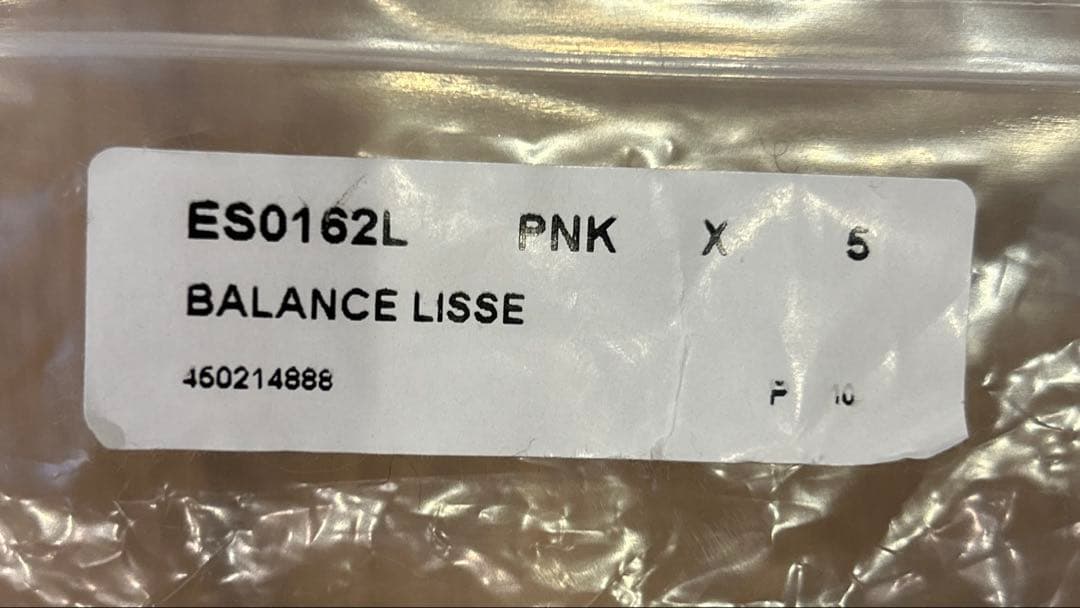 ES0162L PNK X 5
BALANCE LISSE
460214888 P 10